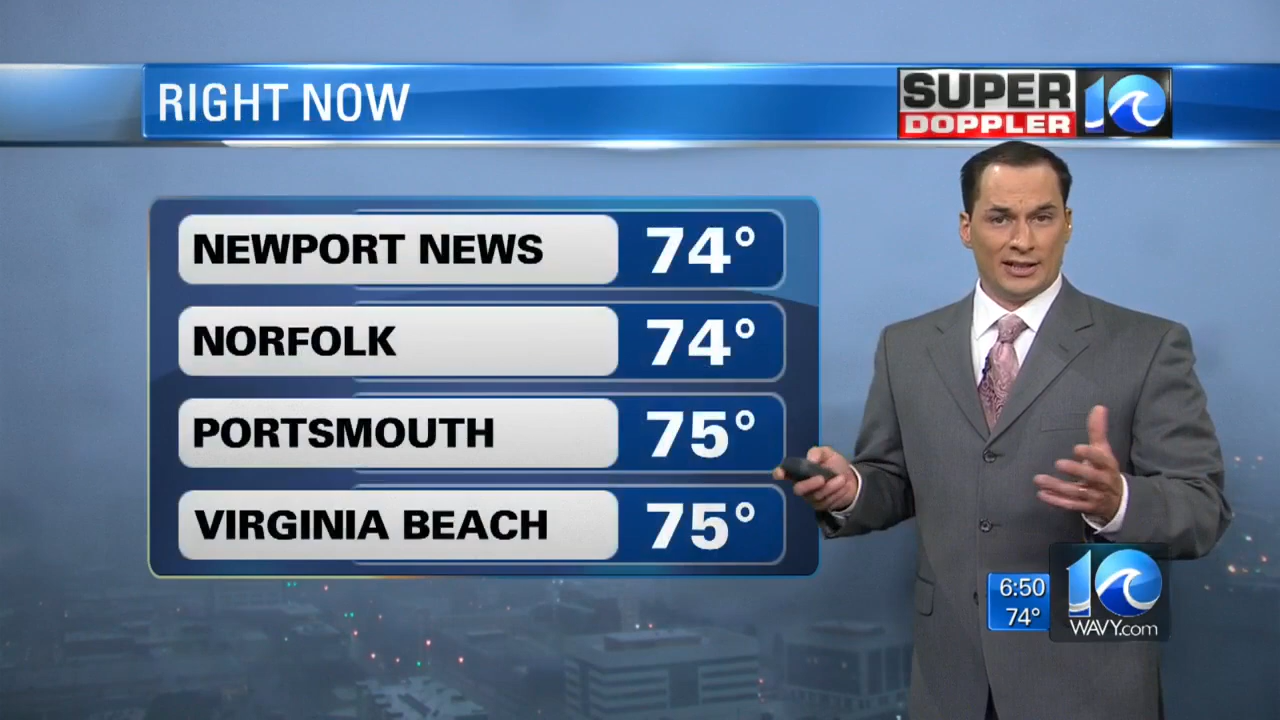 RIGHT NOW
SUPER
DOPPLER
10
NEWPORT NEWS 74°
NORFOLK 74°
PORTSMOUTH 75°
VIRGINIA BEACH 75°
6:50
74°
10
WAVY.com